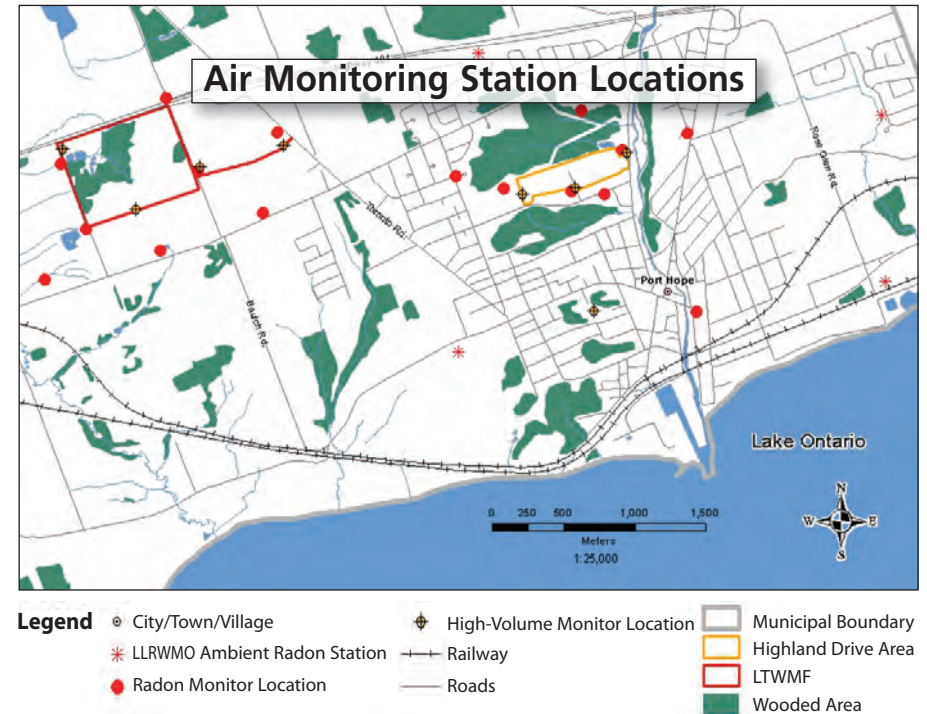 Air Monitoring Station Locations
Rose Glen Rd.
Toronto Rd.
Port Hope
Baulch Rd.
Lake Ontario
0 250 500 1,000 1,500
Meters
1:25,000
N
W E
S
Legend
City/Town/Village
LLRWMO Ambient Radon Station
Radon Monitor Location
High-Volume Monitor Location
Railway
Roads
Municipal Boundary
Highland Drive Area
LTWMF
Wooded Area